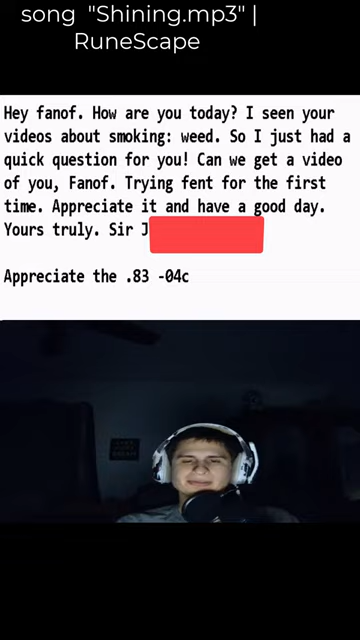 song "Shining.mp3" |
RuneScape
Hey fanof. How are you today? I seen your
videos about smoking: weed. So I just had a
quick question for you! Can we get a video
of you, Fanof. Trying fent for the first
time. Appreciate it and have a good day.
Yours truly. Sir J
Appreciate the .83 -04c